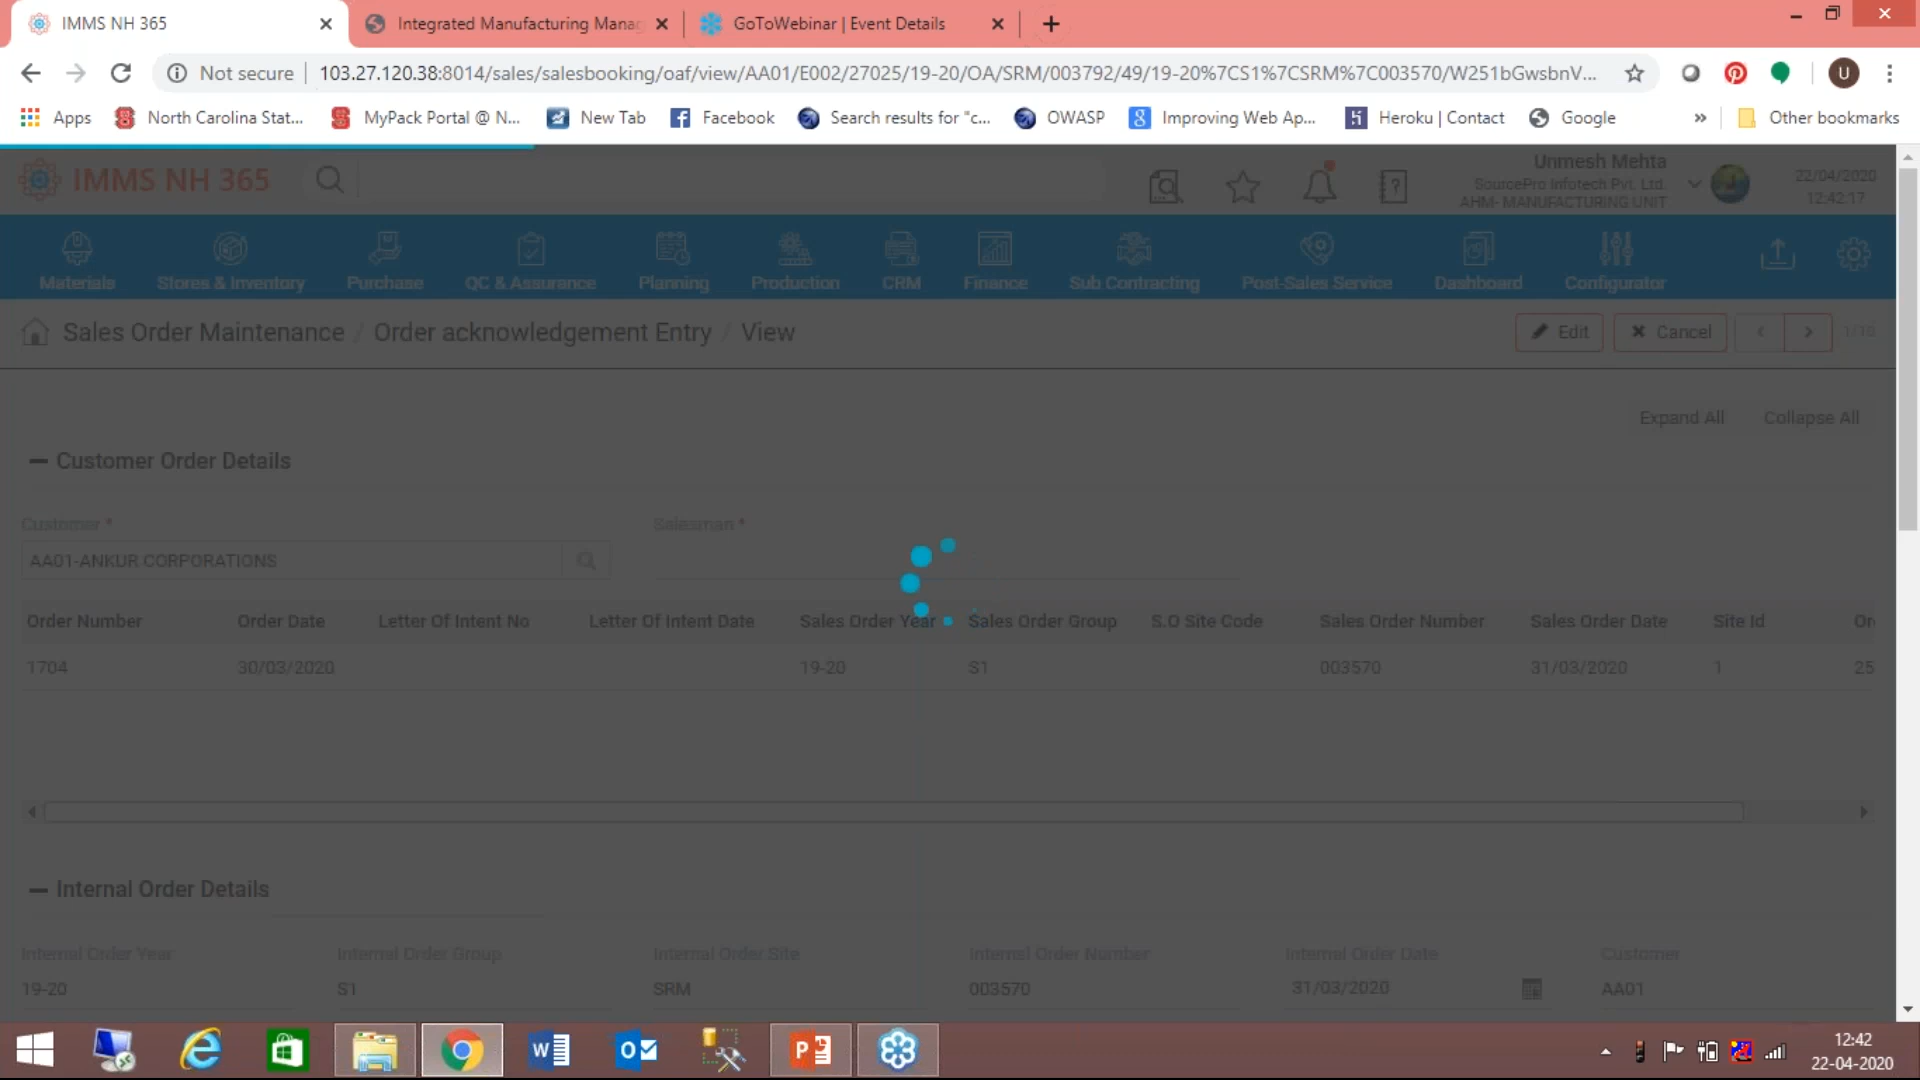 IMMS NH 365
Integrated Manufacturing Manag
GoToWebinar | Event Details
Not secure
103.27.120.38:8014/sales/salesbooking/oaf/view/AA01/E002/27025/19-20/OA/SRM/003792/49/19-20%7CS1%7CSRM%7C003570/W251bGwsbnV...
U
Apps
North Carolina Stat...
MyPack Portal @ N...
New Tab
Facebook
Search results for "c...
OWASP
Improving Web Ap...
Heroku | Contact
Google
»
Other bookmarks
IMMS NH 365
Unmesh Mehta
SourcePro Infotech Pvt. Ltd.
AHM- MANUFACTURING UNIT
22/04/2020
12:42:17
Materials
Stores & Inventory
Purchase
QC & Assurance
Planning
Production
CRM
Finance
Sub Contracting
Post-Sales Service
Dashboard
Configurator
Sales Order Maintenance / Order acknowledgement Entry / View
Edit
Cancel
Expand All
Collapse All
Customer Order Details
Customer *
Salesman *
AA01-ANKUR CORPORATIONS
Order Number Order Date Letter Of Intent No Letter Of Intent Date Sales Order Year Sales Order Group S.O Site Code Sales Order Number Sales Order Date Site Id Or
1704 30/03/2020 19-20 S1 003570 31/03/2020 1 25
Internal Order Details
Internal Order Year Internal Order Group Internal Order Site Internal Order Number Internal Order Date Customer
19-20 S1 SRM 003570 31/03/2020 AA01
12:42
22-04-2020